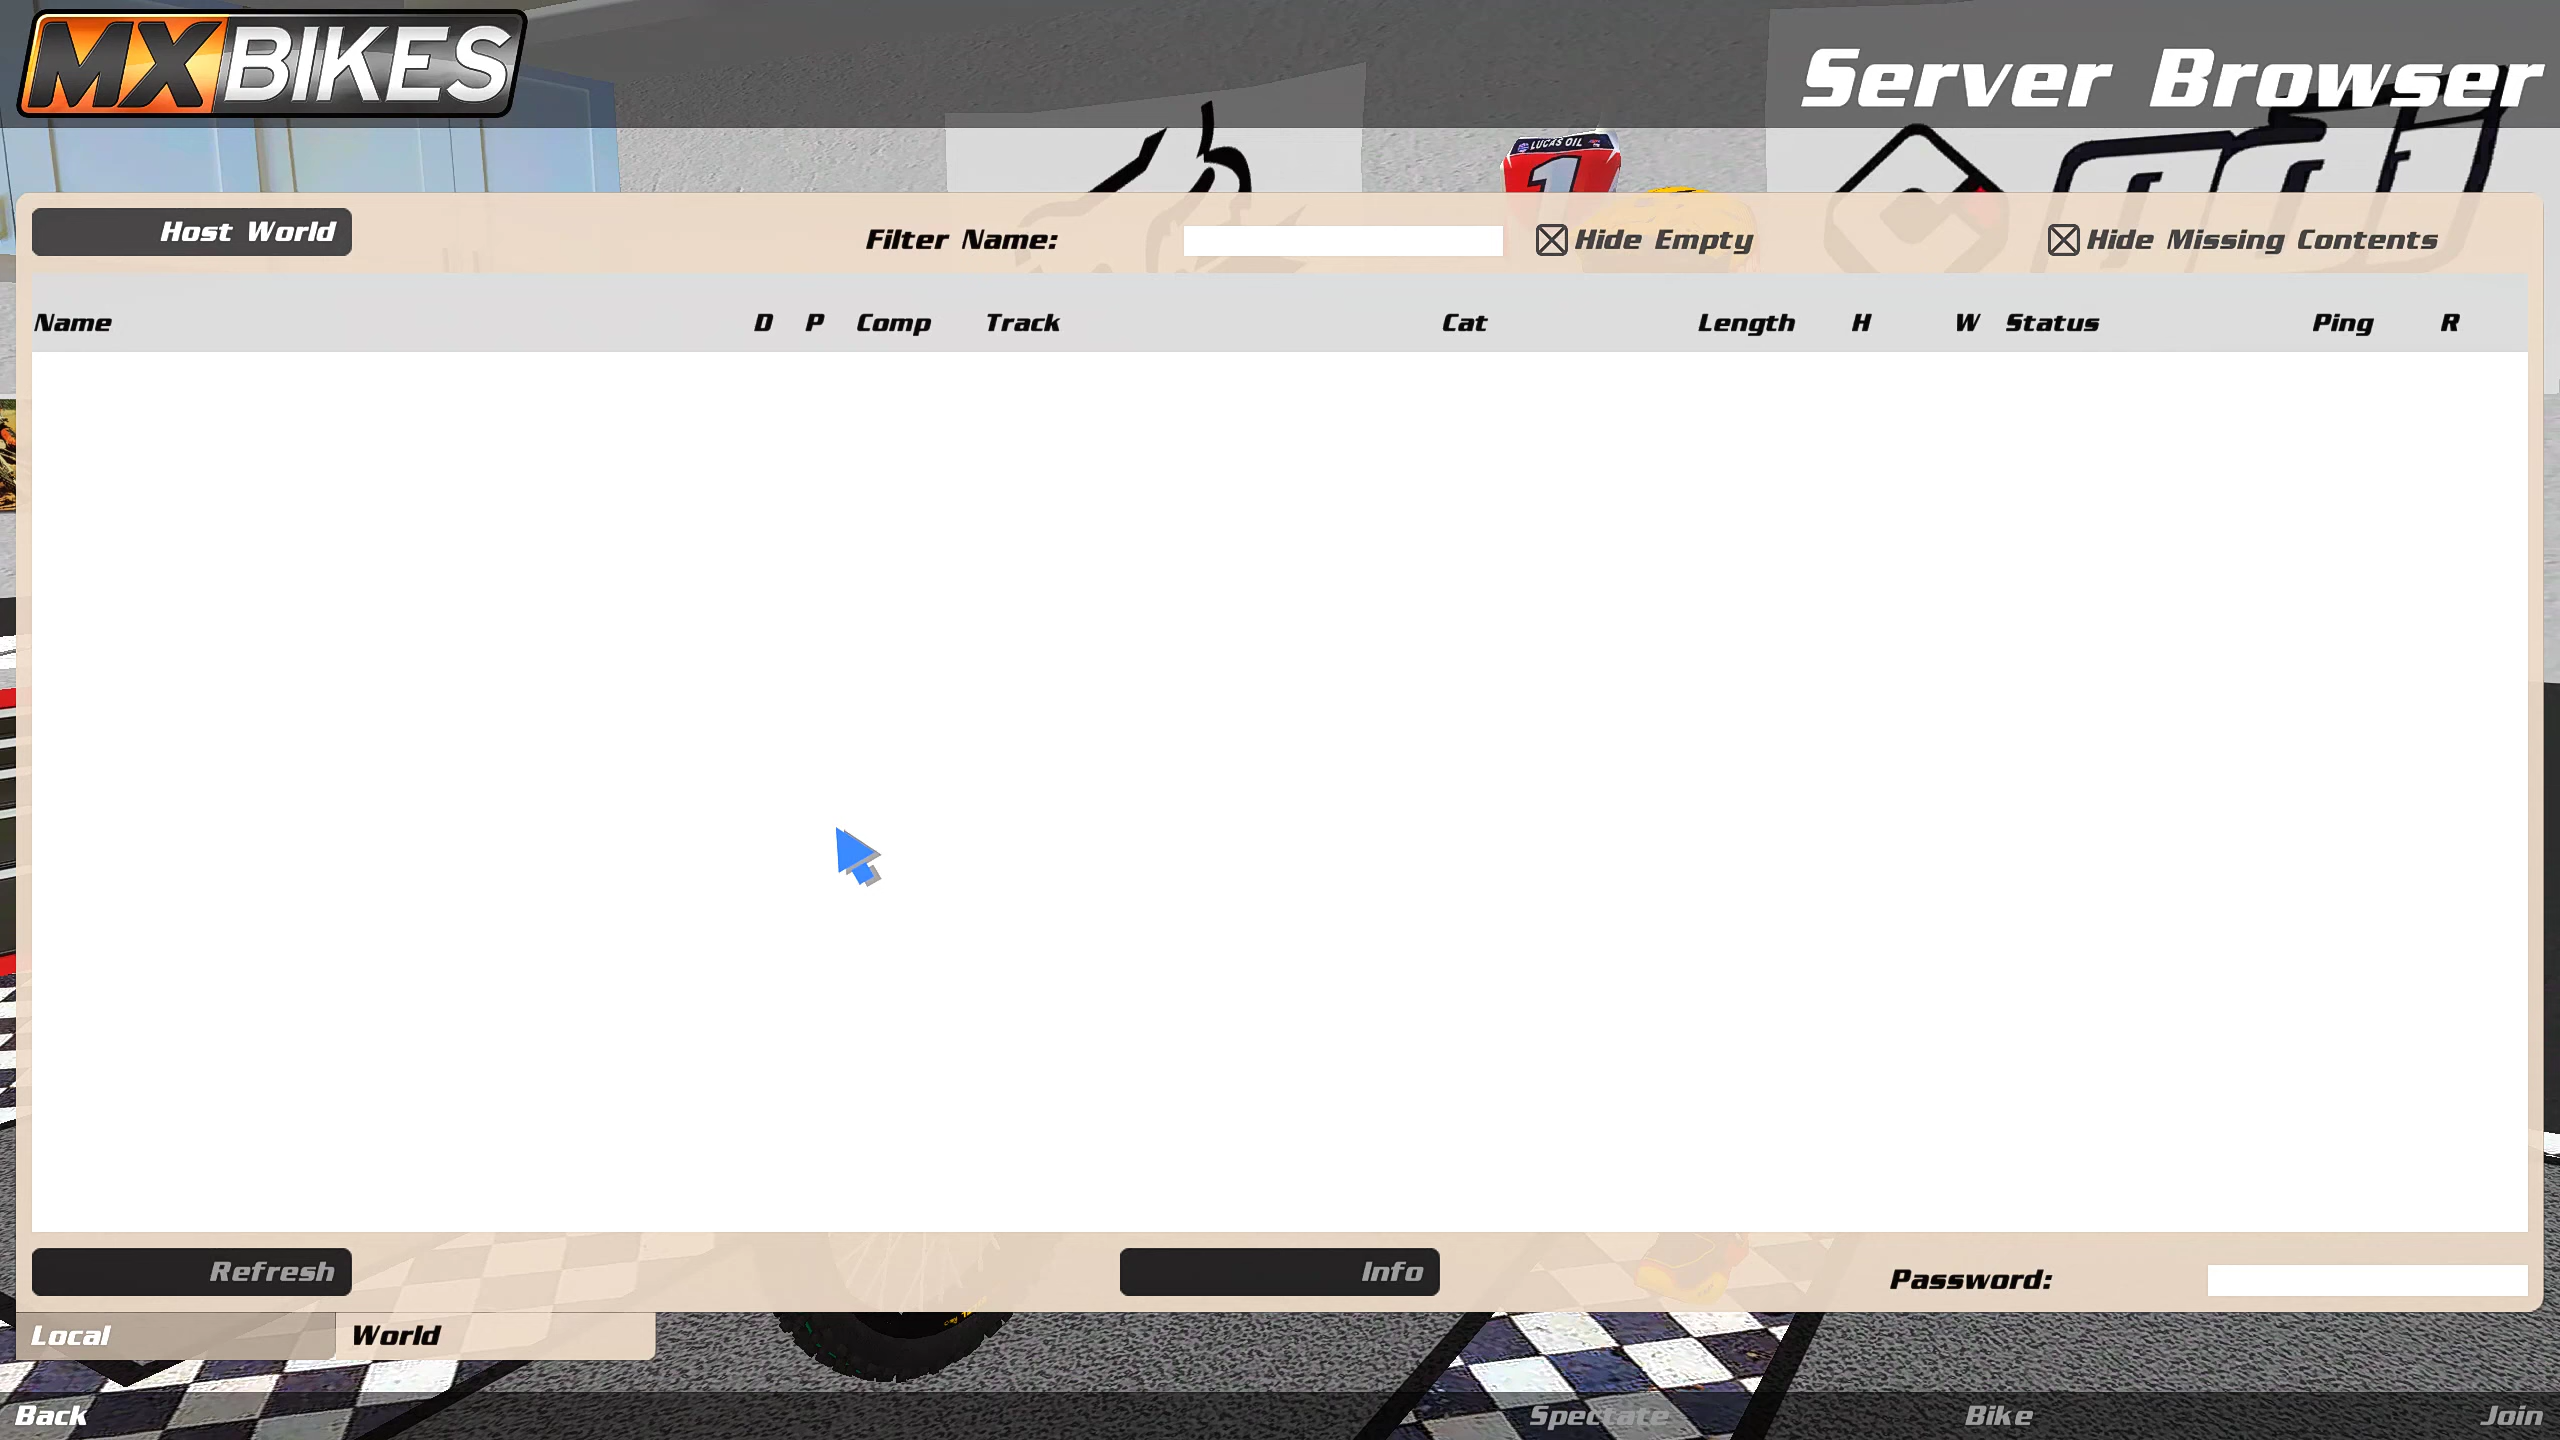 MXBIKES
Server Browser
LUCAS OIL
1
Host World
Filter Name:
Hide Empty
Hide Missing Contents
Name D P Comp Track Cat Length H W Status Ping R
Refresh
Info
Password:
Local
World
Back
Spectate
Bike
Join